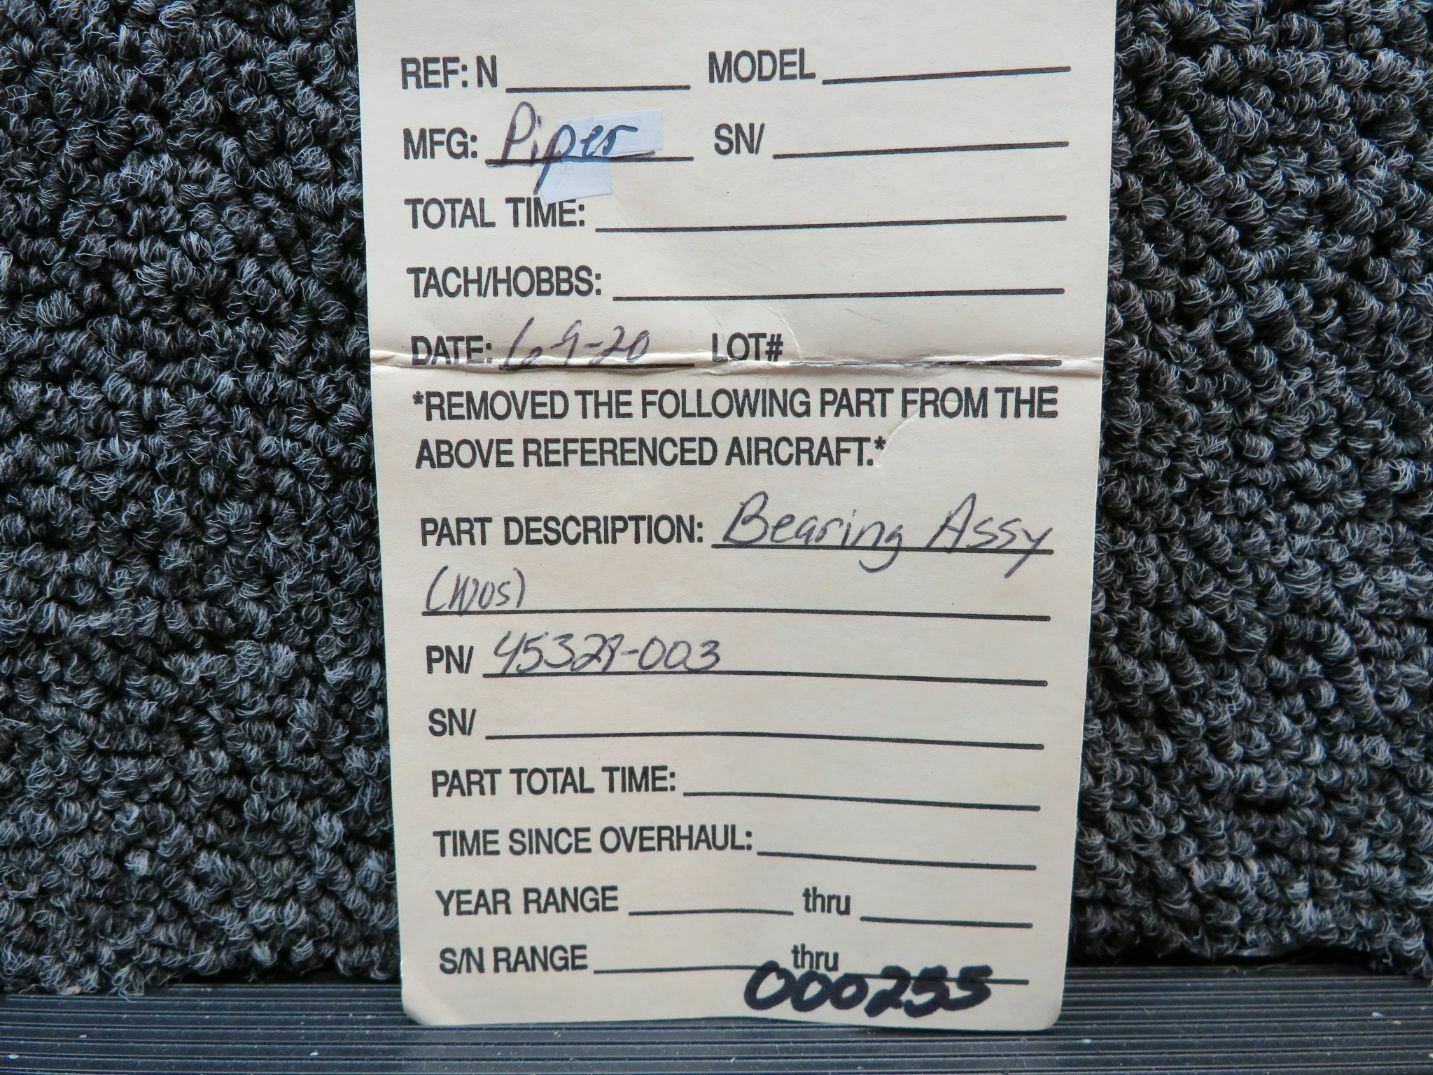 REF: N MODEL
MFG: Piper SN/
TOTAL TIME:
TACH/HOBBS:
DATE: 6-9-20 LOT#
*REMOVED THE FOLLOWING PART FROM THE
ABOVE REFERENCED AIRCRAFT.*
PART DESCRIPTION: Bearing Assy
(WOS)
PN/ 45329-003
SN/
PART TOTAL TIME:
TIME SINCE OVERHAUL:
YEAR RANGE thru
S/N RANGE thru
000255